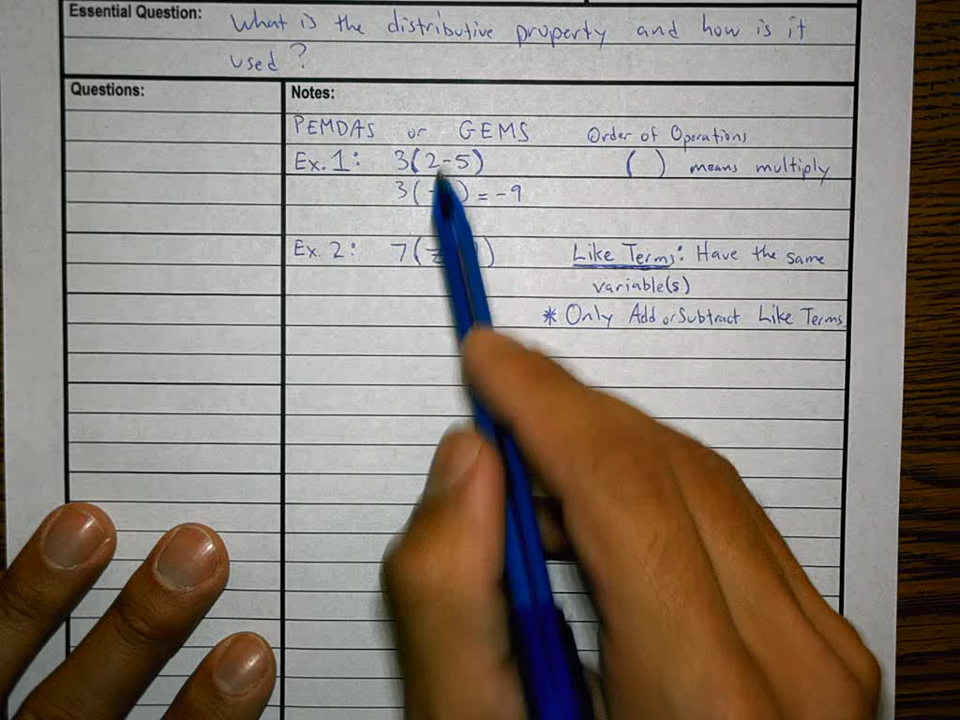 Essential Question: What is the distributive property and how is it
used?
Questions: Notes:
PEMDAS or GEMS Order of Operations
Ex. 1: 3(2-5) ( ) means multiply
3( ) = -9
Ex. 2: 7( ) Like Terms: Have the same
variable(s)
* Only Add or Subtract Like Terms